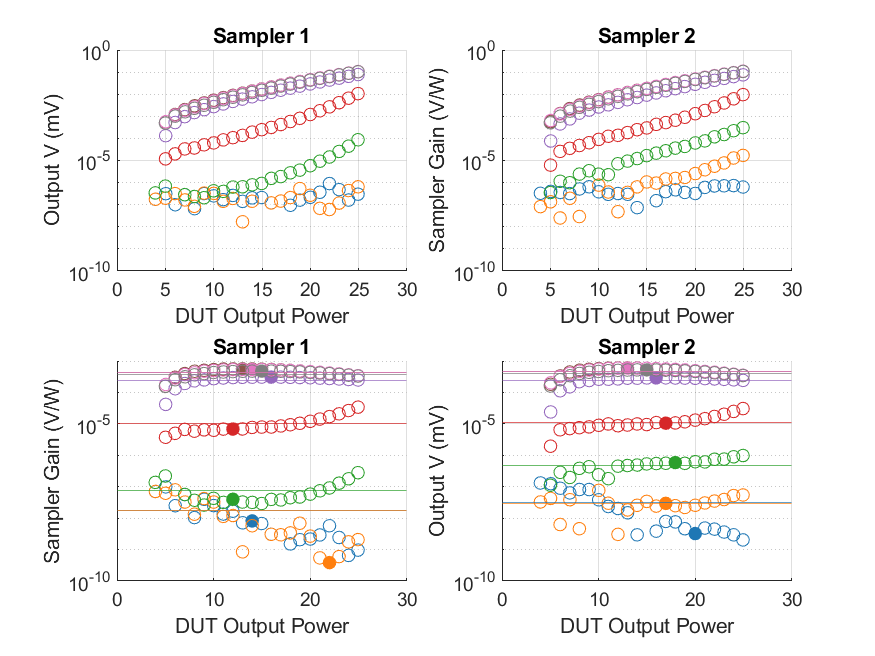 Sampler 1
Output V (mV)
10^0
10^-5
10^-10
0 5 10 15 20 25 30
DUT Output Power
Sampler 2
Sampler Gain (V/W)
10^0
10^-5
10^-10
0 5 10 15 20 25 30
DUT Output Power
Sampler 1
Sampler Gain (V/W)
10^-5
10^-10
0 10 20 30
DUT Output Power
Sampler 2
Output V (mV)
10^-5
10^-10
0 10 20 30
DUT Output Power